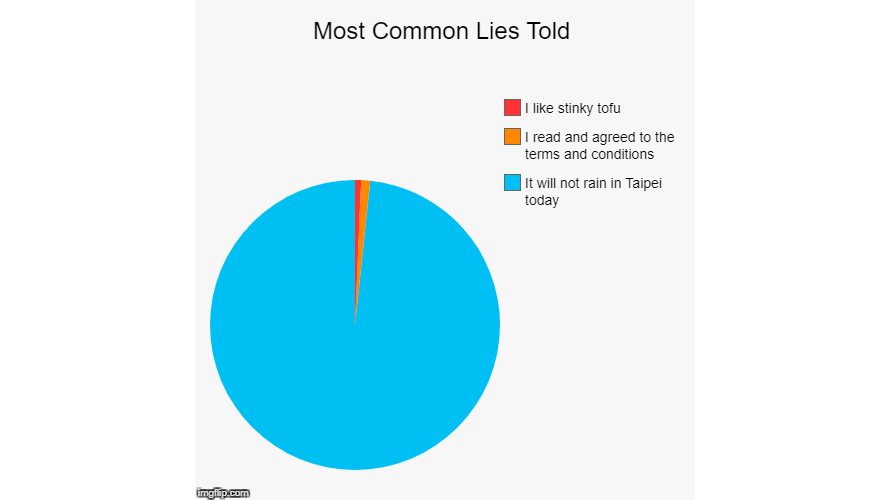 Most Common Lies Told
I like stinky tofu
I read and agreed to the
terms and conditions
It will not rain in Taipei
today
imgflip.com